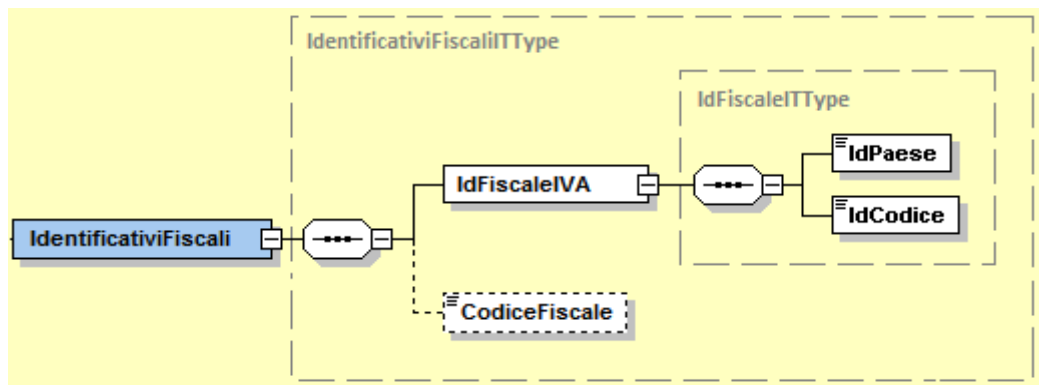 IdentificativiFiscaliITType
IdFiscaleITType
IdPaese
IdFiscaleIVA
IdCodice
IdentificativiFiscali
CodiceFiscale